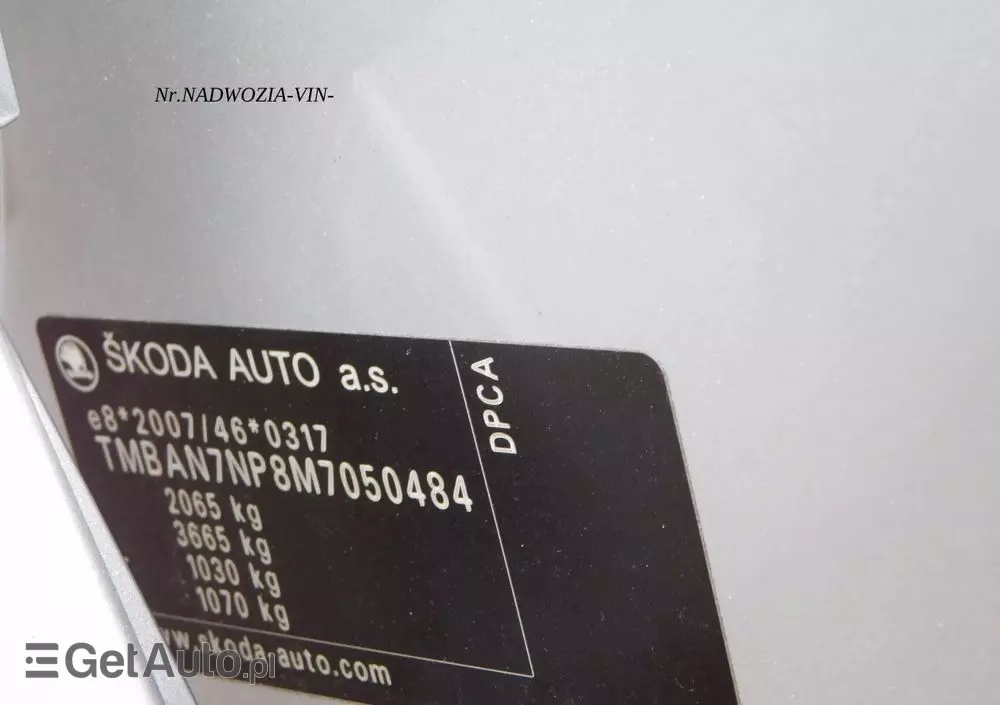 Nr.NADWOZIA-VIN-
ŠKODA AUTO a.s.
DPCA
e8*2007/46*0317
TMBAN7NP8M7050484
2065 kg
3665 kg
1030 kg
1070 kg
www.skoda-auto.com
GetAuto.pl